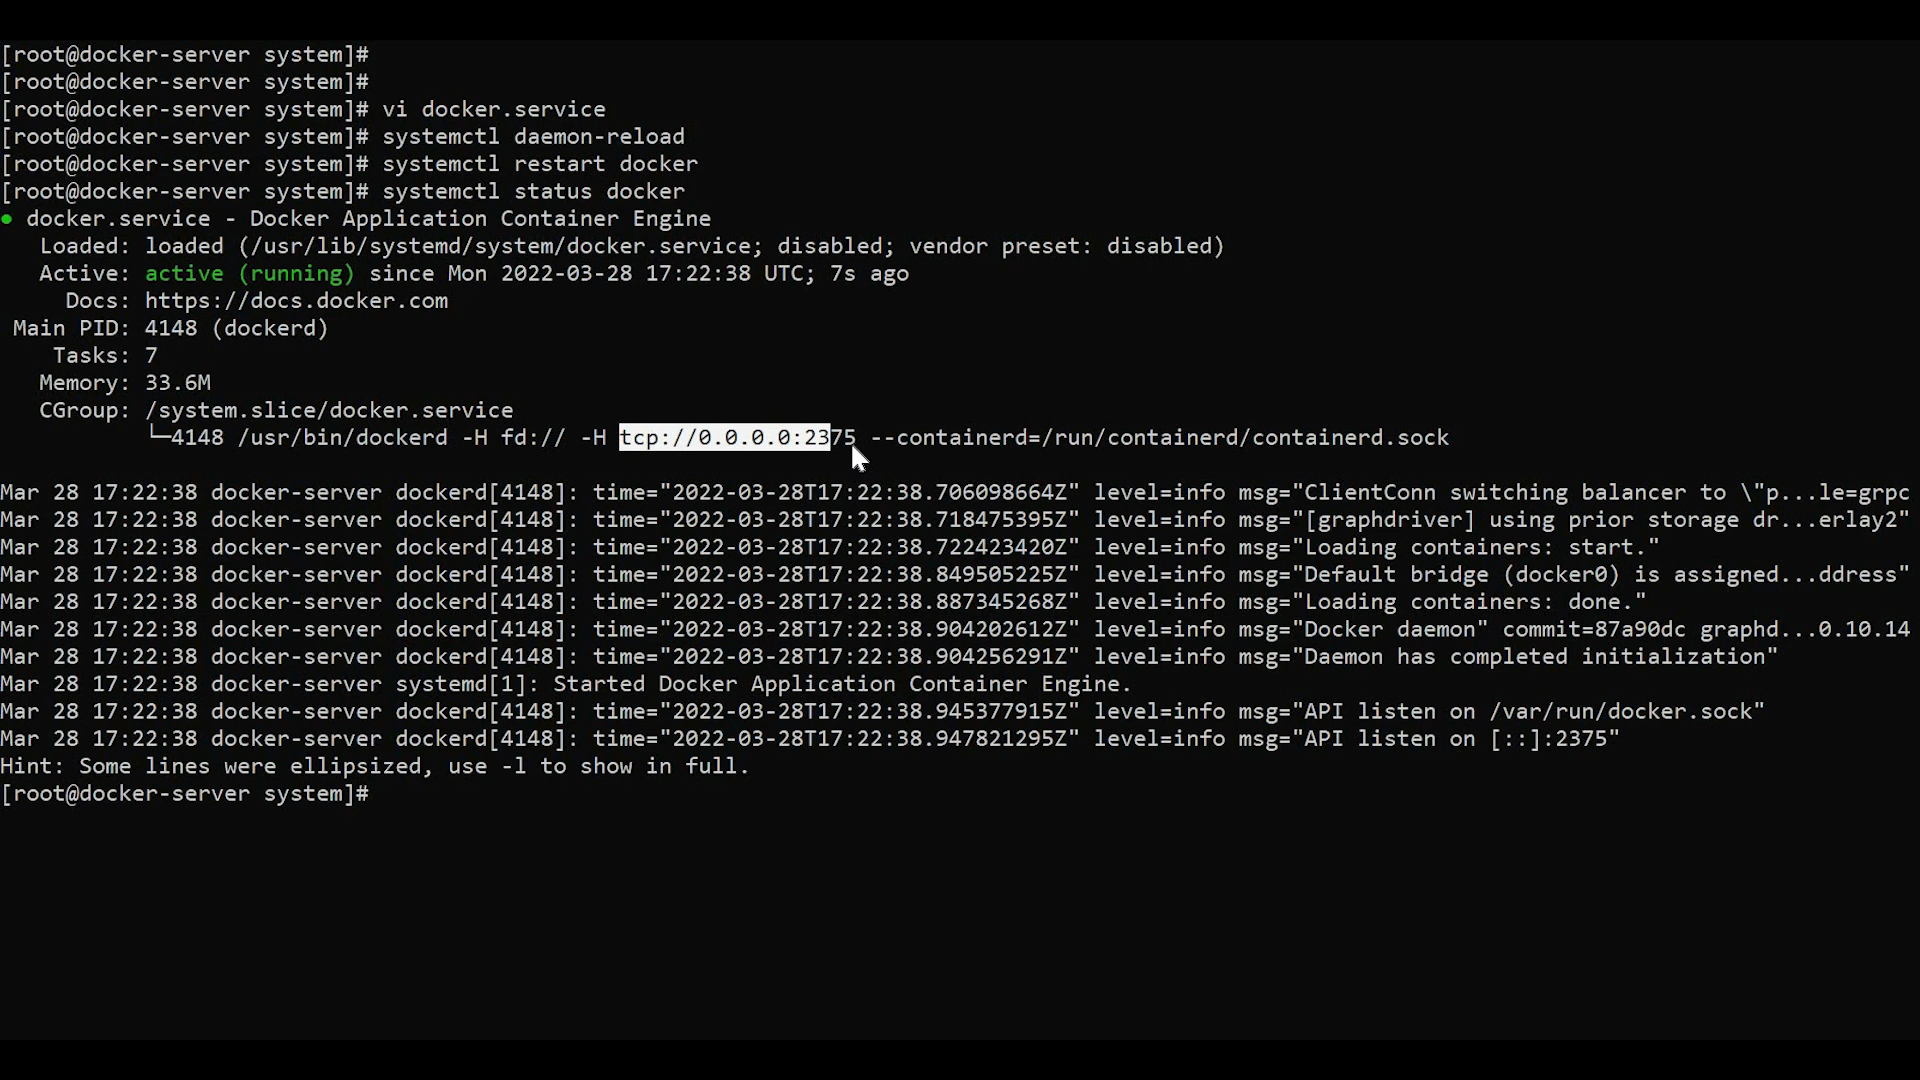 [root@docker-server system]#
[root@docker-server system]#
[root@docker-server system]# vi docker.service
[root@docker-server system]# systemctl daemon-reload
[root@docker-server system]# systemctl restart docker
[root@docker-server system]# systemctl status docker
● docker.service - Docker Application Container Engine
   Loaded: loaded (/usr/lib/systemd/system/docker.service; disabled; vendor preset: disabled)
   Active: active (running) since Mon 2022-03-28 17:22:38 UTC; 7s ago
     Docs: https://docs.docker.com
 Main PID: 4148 (dockerd)
    Tasks: 7
   Memory: 33.6M
   CGroup: /system.slice/docker.service
           └─4148 /usr/bin/dockerd -H fd:// -H tcp://0.0.0.0:2375 --containerd=/run/containerd/containerd.sock
Mar 28 17:22:38 docker-server dockerd[4148]: time="2022-03-28T17:22:38.706098664Z" level=info msg="ClientConn switching balancer to \"p...le=grpc
Mar 28 17:22:38 docker-server dockerd[4148]: time="2022-03-28T17:22:38.718475395Z" level=info msg="[graphdriver] using prior storage dr...erlay2"
Mar 28 17:22:38 docker-server dockerd[4148]: time="2022-03-28T17:22:38.722423420Z" level=info msg="Loading containers: start."
Mar 28 17:22:38 docker-server dockerd[4148]: time="2022-03-28T17:22:38.849505225Z" level=info msg="Default bridge (docker0) is assigned...ddress"
Mar 28 17:22:38 docker-server dockerd[4148]: time="2022-03-28T17:22:38.887345268Z" level=info msg="Loading containers: done."
Mar 28 17:22:38 docker-server dockerd[4148]: time="2022-03-28T17:22:38.904202612Z" level=info msg="Docker daemon" commit=87a90dc graphd...0.10.14
Mar 28 17:22:38 docker-server dockerd[4148]: time="2022-03-28T17:22:38.904256291Z" level=info msg="Daemon has completed initialization"
Mar 28 17:22:38 docker-server systemd[1]: Started Docker Application Container Engine.
Mar 28 17:22:38 docker-server dockerd[4148]: time="2022-03-28T17:22:38.945377915Z" level=info msg="API listen on /var/run/docker.sock"
Mar 28 17:22:38 docker-server dockerd[4148]: time="2022-03-28T17:22:38.947821295Z" level=info msg="API listen on [::]:2375"
Hint: Some lines were ellipsized, use -l to show in full.
[root@docker-server system]#